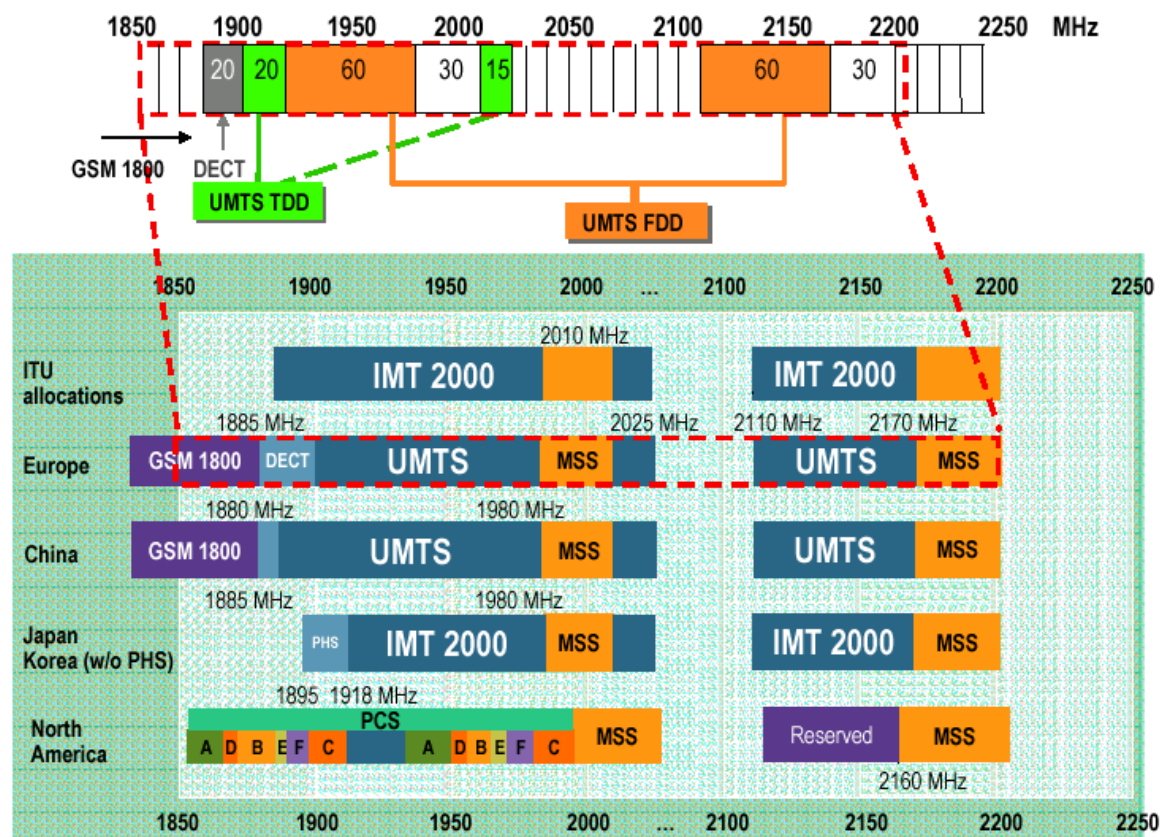 1850 1900 1950 2000 2050 2100 2150 2200 2250 MHz
20 20 60 30 15 60 30
GSM 1800 DECT
UMTS TDD
UMTS FDD
1850 1900 1950 2000 ... 2100 2150 2200 2250
2010 MHz
ITU
allocations
IMT 2000 IMT 2000
1885 MHz 2025 MHz 2110 MHz 2170 MHz
Europe GSM 1800 DECT UMTS MSS UMTS MSS
1880 MHz 1980 MHz
China GSM 1800 UMTS MSS UMTS MSS
1885 MHz 1980 MHz
Japan
Korea (w/o PHS)
PHS IMT 2000 MSS IMT 2000 MSS
1895 1918 MHz
PCS
North
America
A D B E F C A D B E F C MSS Reserved MSS
2160 MHz
1850 1900 1950 2000 ... 2100 2150 2200 2250